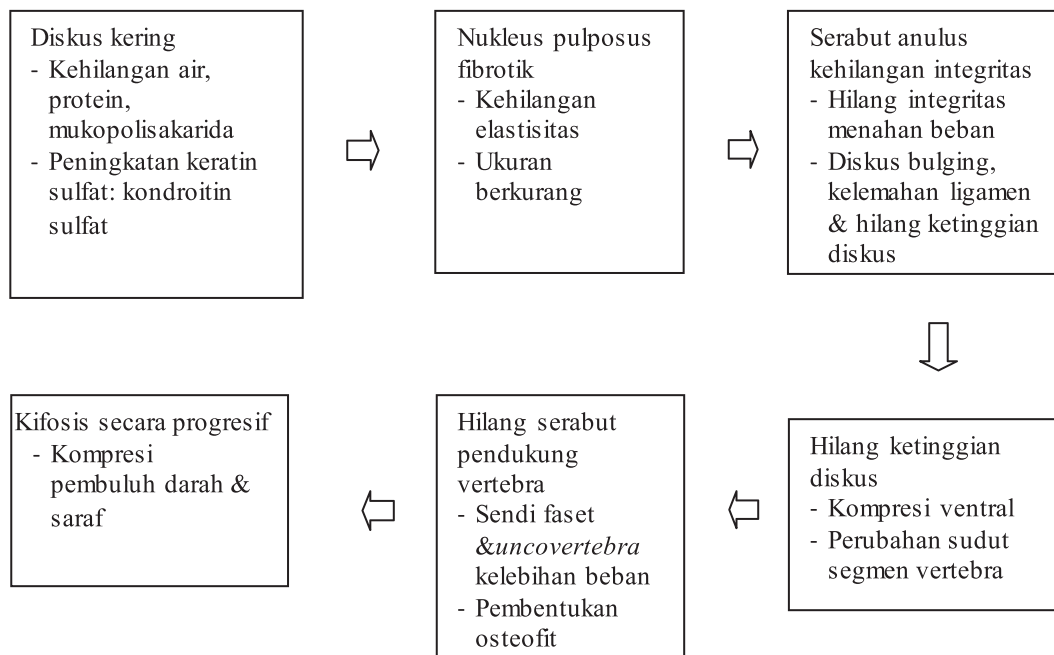 Diskus kering
- Kehilangan air,
protein,
mukopolisakarida
- Peningkatan keratin
sulfat: kondroitin
sulfat
Nukleus pulposus
fibrotik
- Kehilangan
elastisitas
- Ukuran
berkurang
Serabut anulus
kehilangan integritas
- Hilang integritas
menahan beban
- Diskus bulging,
kelemahan ligamen
& hilang ketinggian
diskus
Hilang ketinggian
diskus
- Kompresi ventral
- Perubahan sudut
segmen vertebra
Hilang serabut
pendukung
vertebra
- Sendi faset
&uncovertebra
kelebihan beban
- Pembentukan
osteofit
Kifosis secara progresif
- Kompresi
pembuluh darah &
saraf